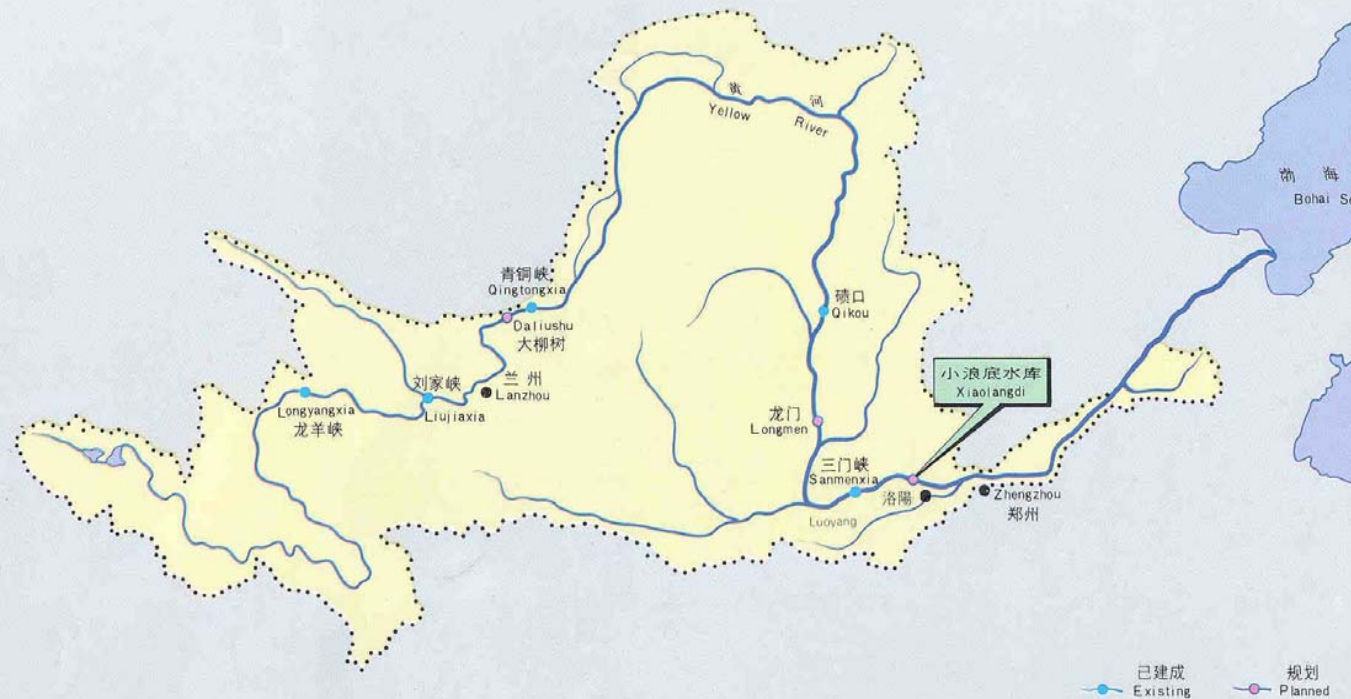 黄 河
Yellow River
渤 海
Bohai Se
青铜峡
Qingtongxia
Daliushu
大柳树
碛口
Qikou
小浪底水库
Xiaolangdi
刘家峡
Liujiaxia
兰 州
Lanzhou
Longyangxia
龙羊峡
龙门
Longmen
三门峡
Sanmenxia
洛陽
Luoyang
Zhengzhou
郑州
已建成
Existing
规划
Planned